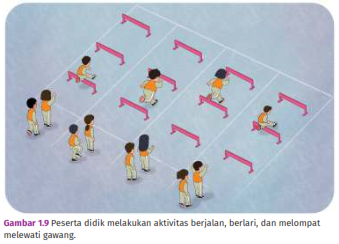 Gambar 1.9 Peserta didik melakukan aktivitas berjalan, berlari, dan melompat
melewati gawang.